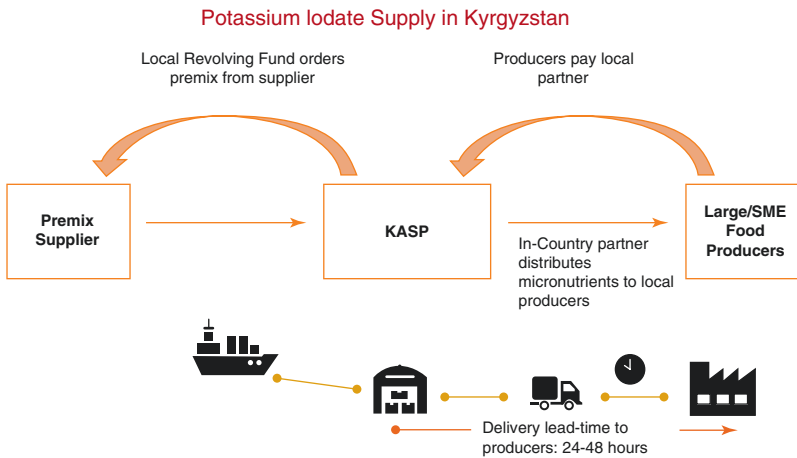 Potassium Iodate Supply in Kyrgyzstan
Local Revolving Fund orders
premix from supplier
Producers pay local
partner
Premix
Supplier
KASP
Large/SME
Food
Producers
In-Country partner
distributes
micronutrients to local
producers
Delivery lead-time to
producers: 24-48 hours